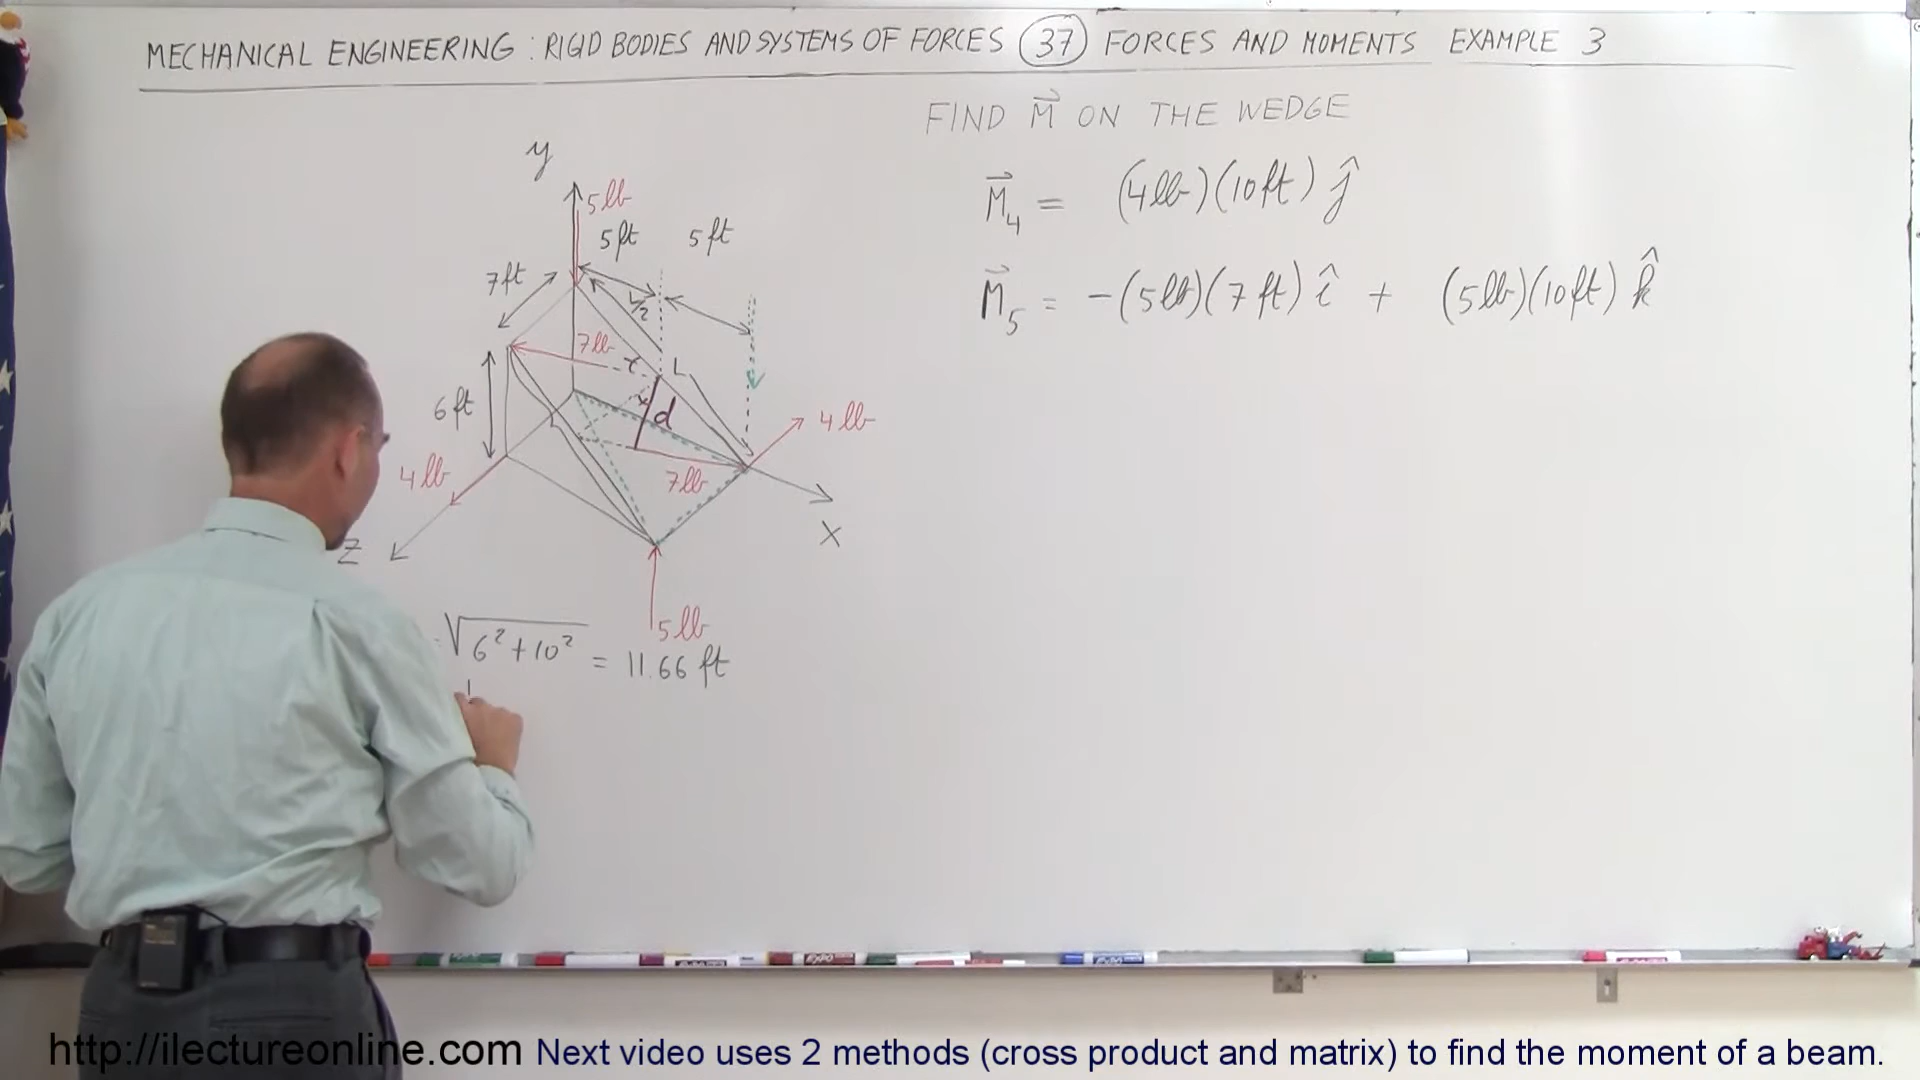 MECHANICAL ENGINEERING : RIGID BODIES AND SYSTEMS OF FORCES 37 FORCES AND MOMENTS EXAMPLE 3
FIND M⃗ ON THE WEDGE
M⃗₄ = (4lb)(10ft) ĵ
M⃗₅ = -(5lb)(7ft) î + (5lb)(10ft) k̂
y
5lb
5ft 5ft
7ft
L/2
7lb
L
6ft
d
4lb
4lb
7lb
X
Z
5lb
= √6²+10² = 11.66 ft
http://ilectureonline.com Next video uses 2 methods (cross product and matrix) to find the moment of a beam.